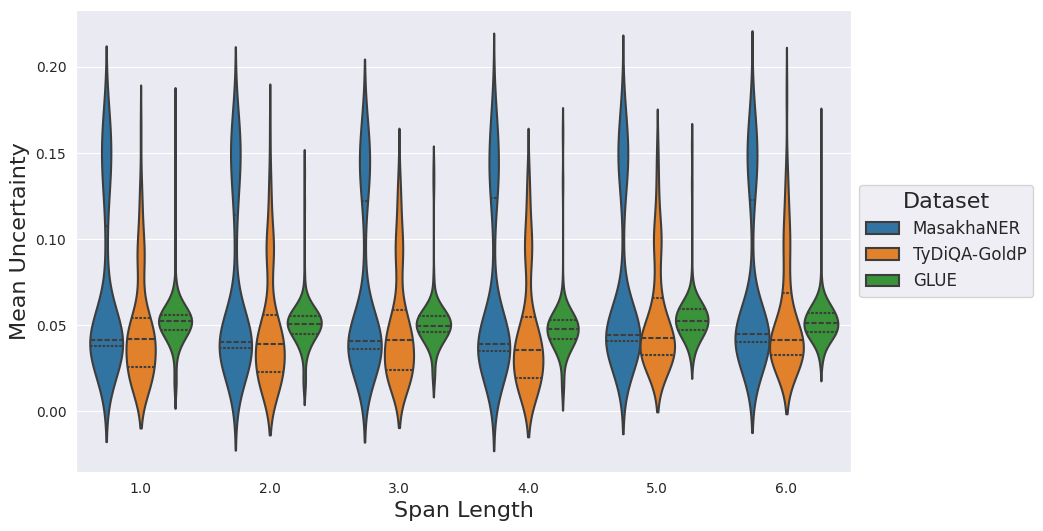 Mean Uncertainty
0.20
0.15
0.10
0.05
0.00
1.0 2.0 3.0 4.0 5.0 6.0
Span Length
Dataset
MasakhaNER
TyDiQA-GoldP
GLUE